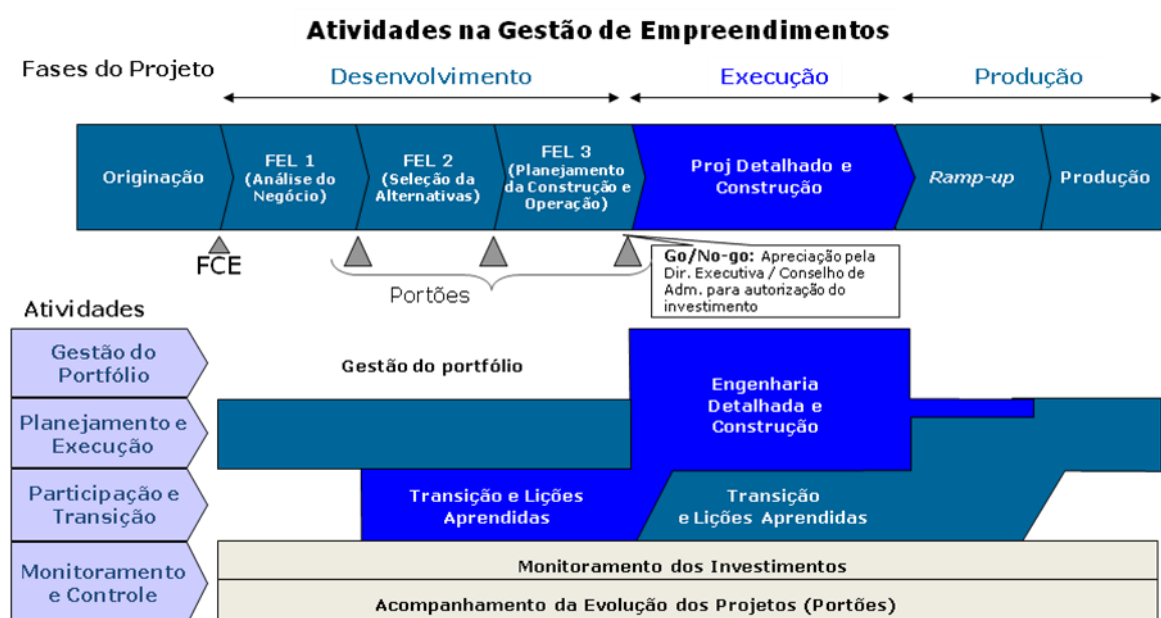 Atividades na Gestão de Empreendimentos
Fases do Projeto
Desenvolvimento
Execução
Produção
Originação
FEL 1
(Análise do
Negócio)
FEL 2
(Seleção da
Alternativas)
FEL 3
(Planejamento
da Construção e
Operação)
Proj Detalhado e
Construção
Ramp-up
Produção
FCE
Portões
Go/No-go: Apreciação pela
Dir. Executiva / Conselho de
Adm. para autorização do
investimento
Atividades
Gestão do
Portfólio
Gestão do portfólio
Engenharia
Detalhada e
Construção
Planejamento e
Execução
Participação e
Transição
Transição e Lições
Aprendidas
Transição
e Lições Aprendidas
Monitoramento
e Controle
Monitoramento dos Investimentos
Acompanhamento da Evolução dos Projetos (Portões)